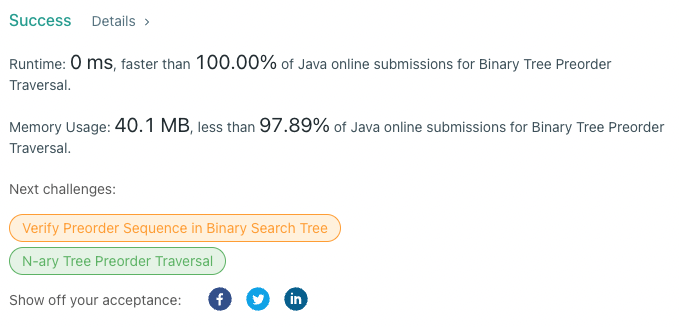 Success Details >
Runtime: 0 ms, faster than 100.00% of Java online submissions for Binary Tree Preorder
Traversal.
Memory Usage: 40.1 MB, less than 97.89% of Java online submissions for Binary Tree Preorder
Traversal.
Next challenges:
Verify Preorder Sequence in Binary Search Tree
N-ary Tree Preorder Traversal
Show off your acceptance: f in